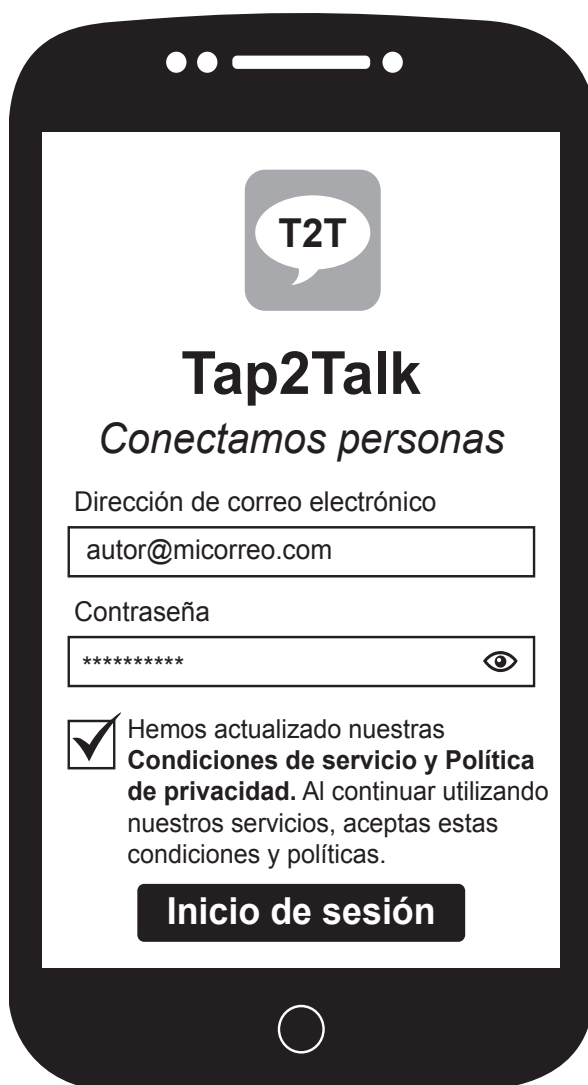 T2T
Tap2Talk
Conectamos personas
Dirección de correo electrónico
autor@micorreo.com
Contraseña
**********
Hemos actualizado nuestras
Condiciones de servicio y Política
de privacidad. Al continuar utilizando
nuestros servicios, aceptas estas
condiciones y políticas.
Inicio de sesión